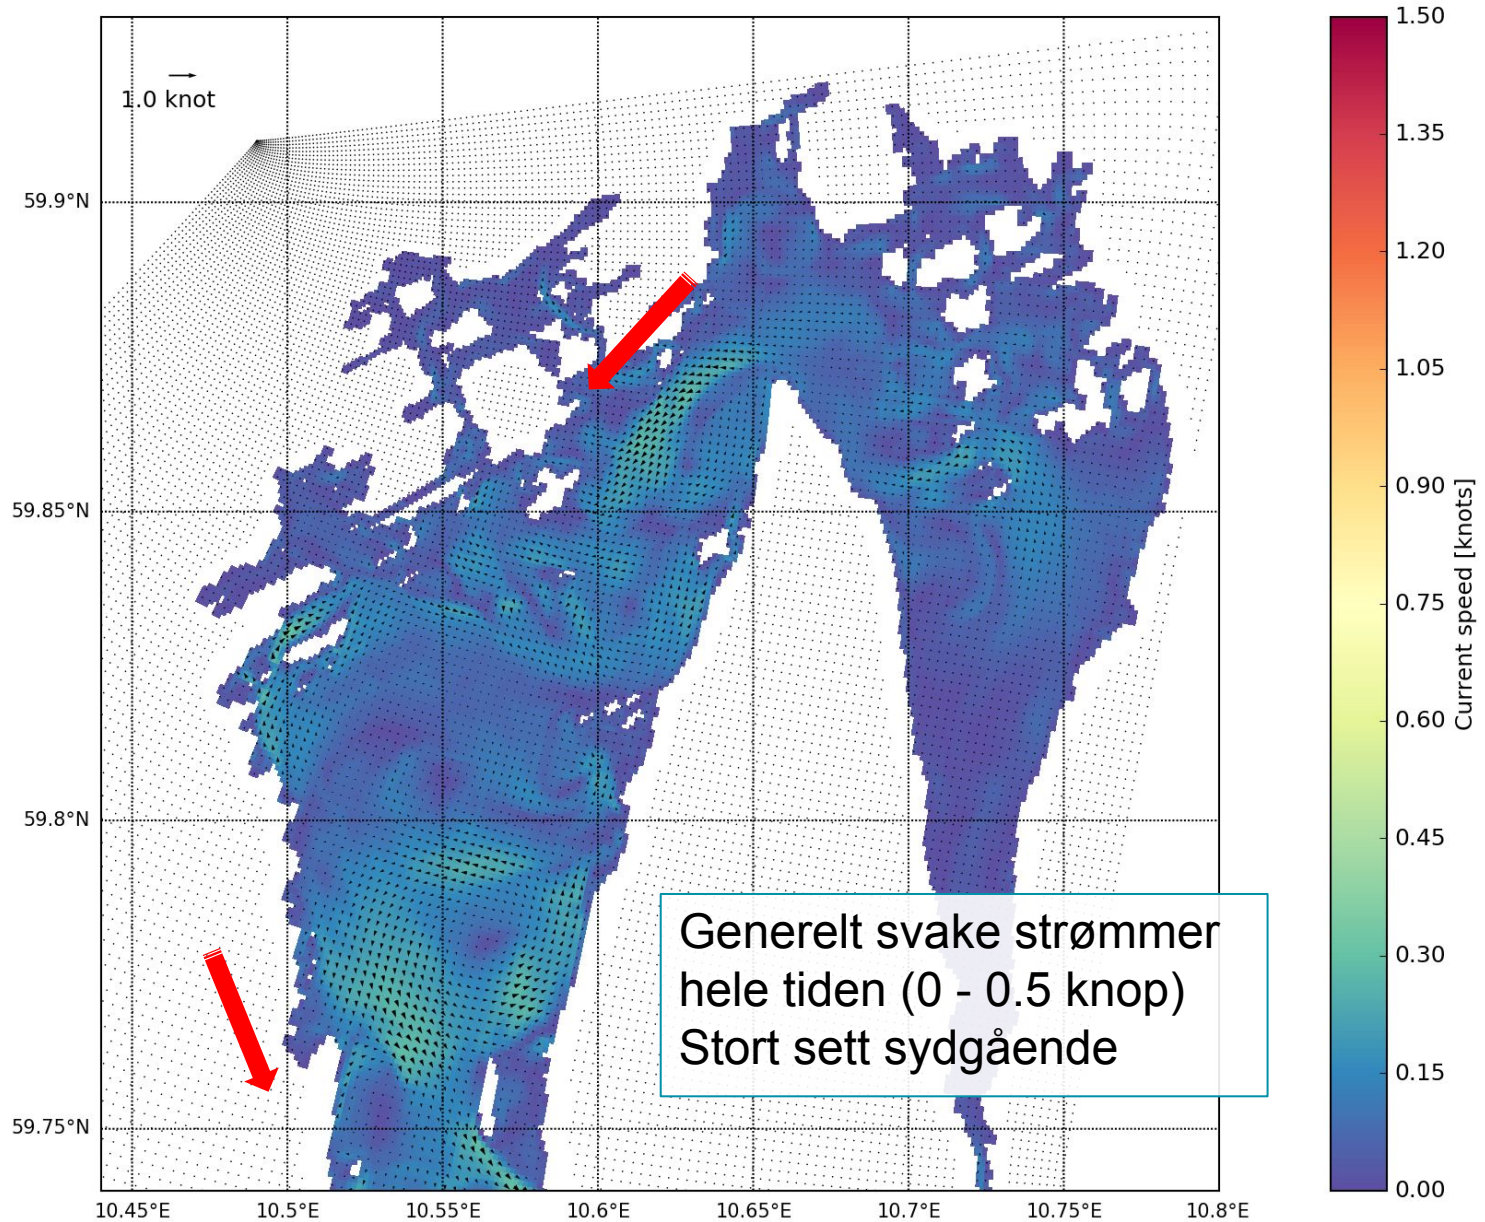 1.0 knot
59.9°N
59.85°N
59.8°N
59.75°N
10.45°E
10.5°E
10.55°E
10.6°E
10.65°E
10.7°E
10.75°E
10.8°E
Generelt svake strømmer
hele tiden (0 - 0.5 knop)
Stort sett sydgående
1.50
1.35
1.20
1.05
0.90
0.75
0.60
0.45
0.30
0.15
0.00
Current speed [knots]